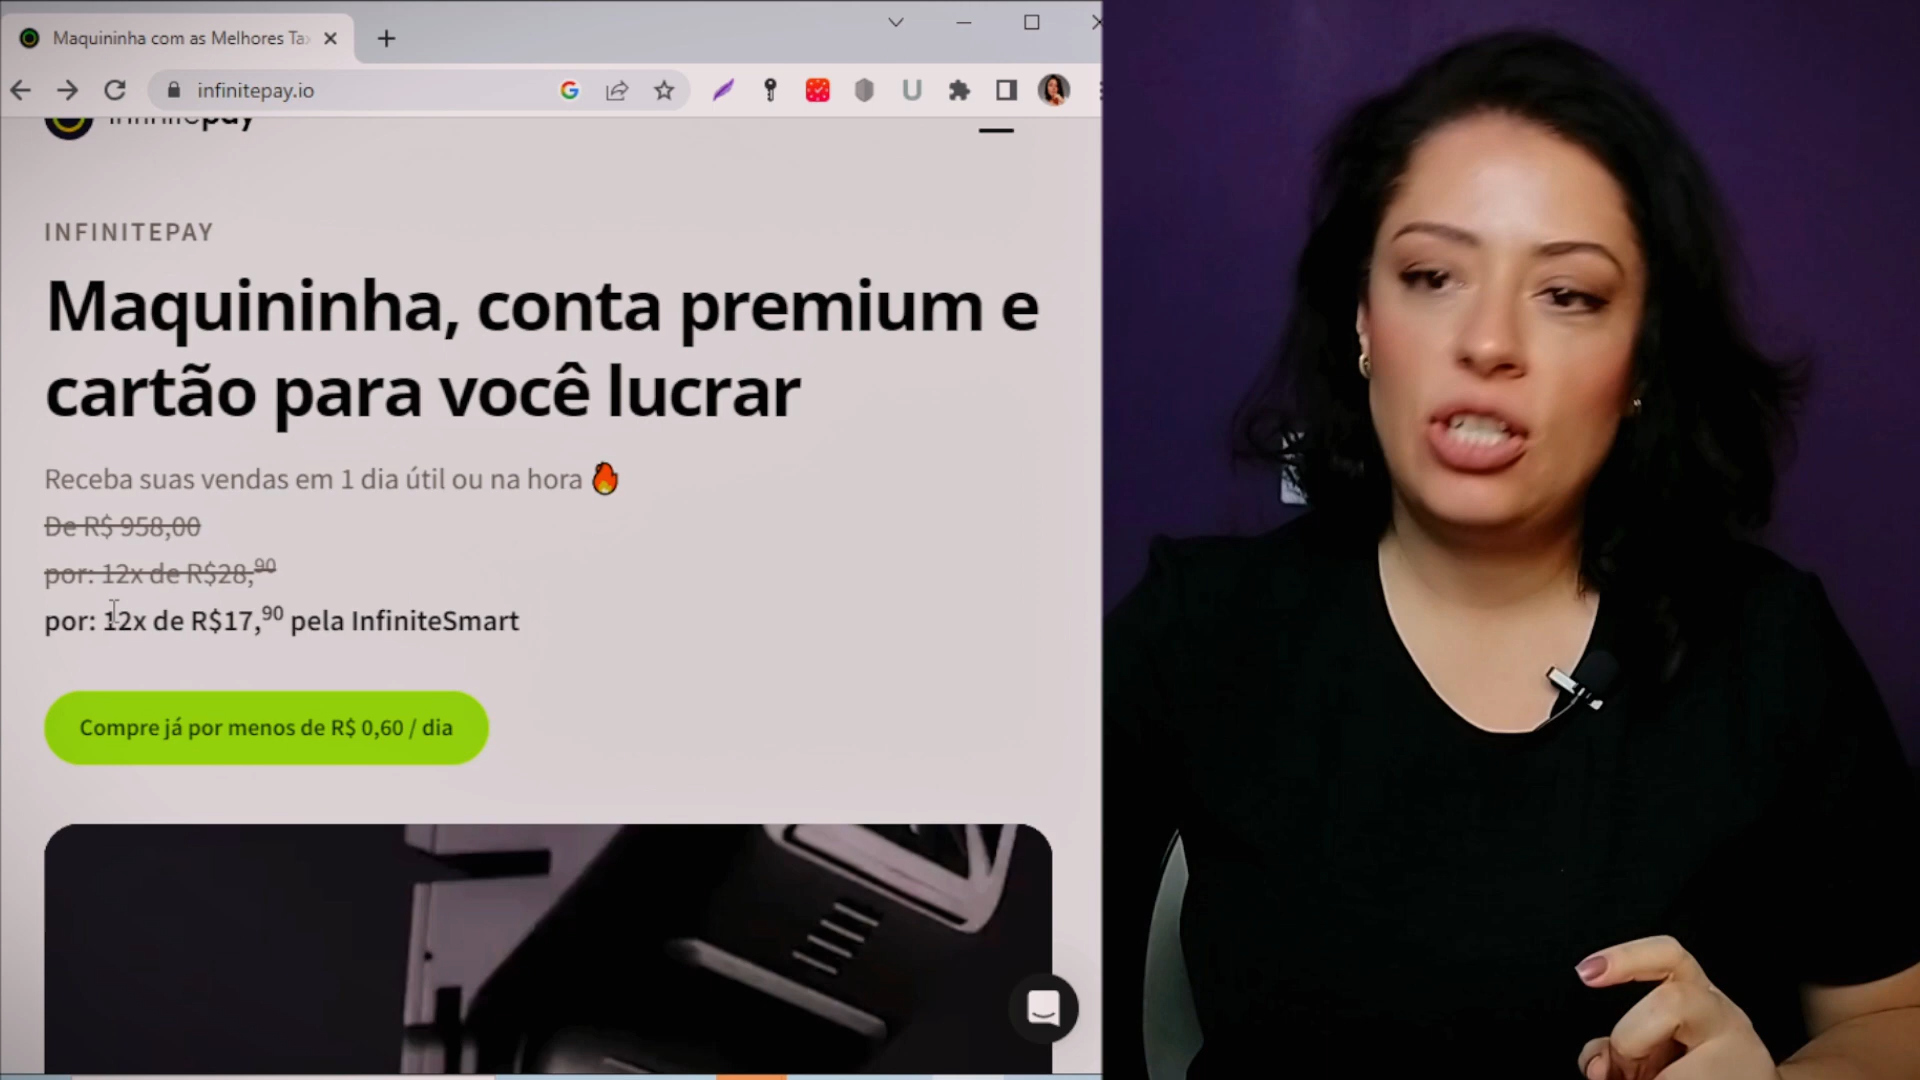 Maquininha com as Melhores Tax
infinitepay.io
infinitepay
INFINITEPAY
Maquininha, conta premium e
cartão para você lucrar
Receba suas vendas em 1 dia útil ou na hora
De R$ 958,00
por: 12x de R$28,90
por: 12x de R$17,90 pela InfiniteSmart
Compre já por menos de R$ 0,60 / dia